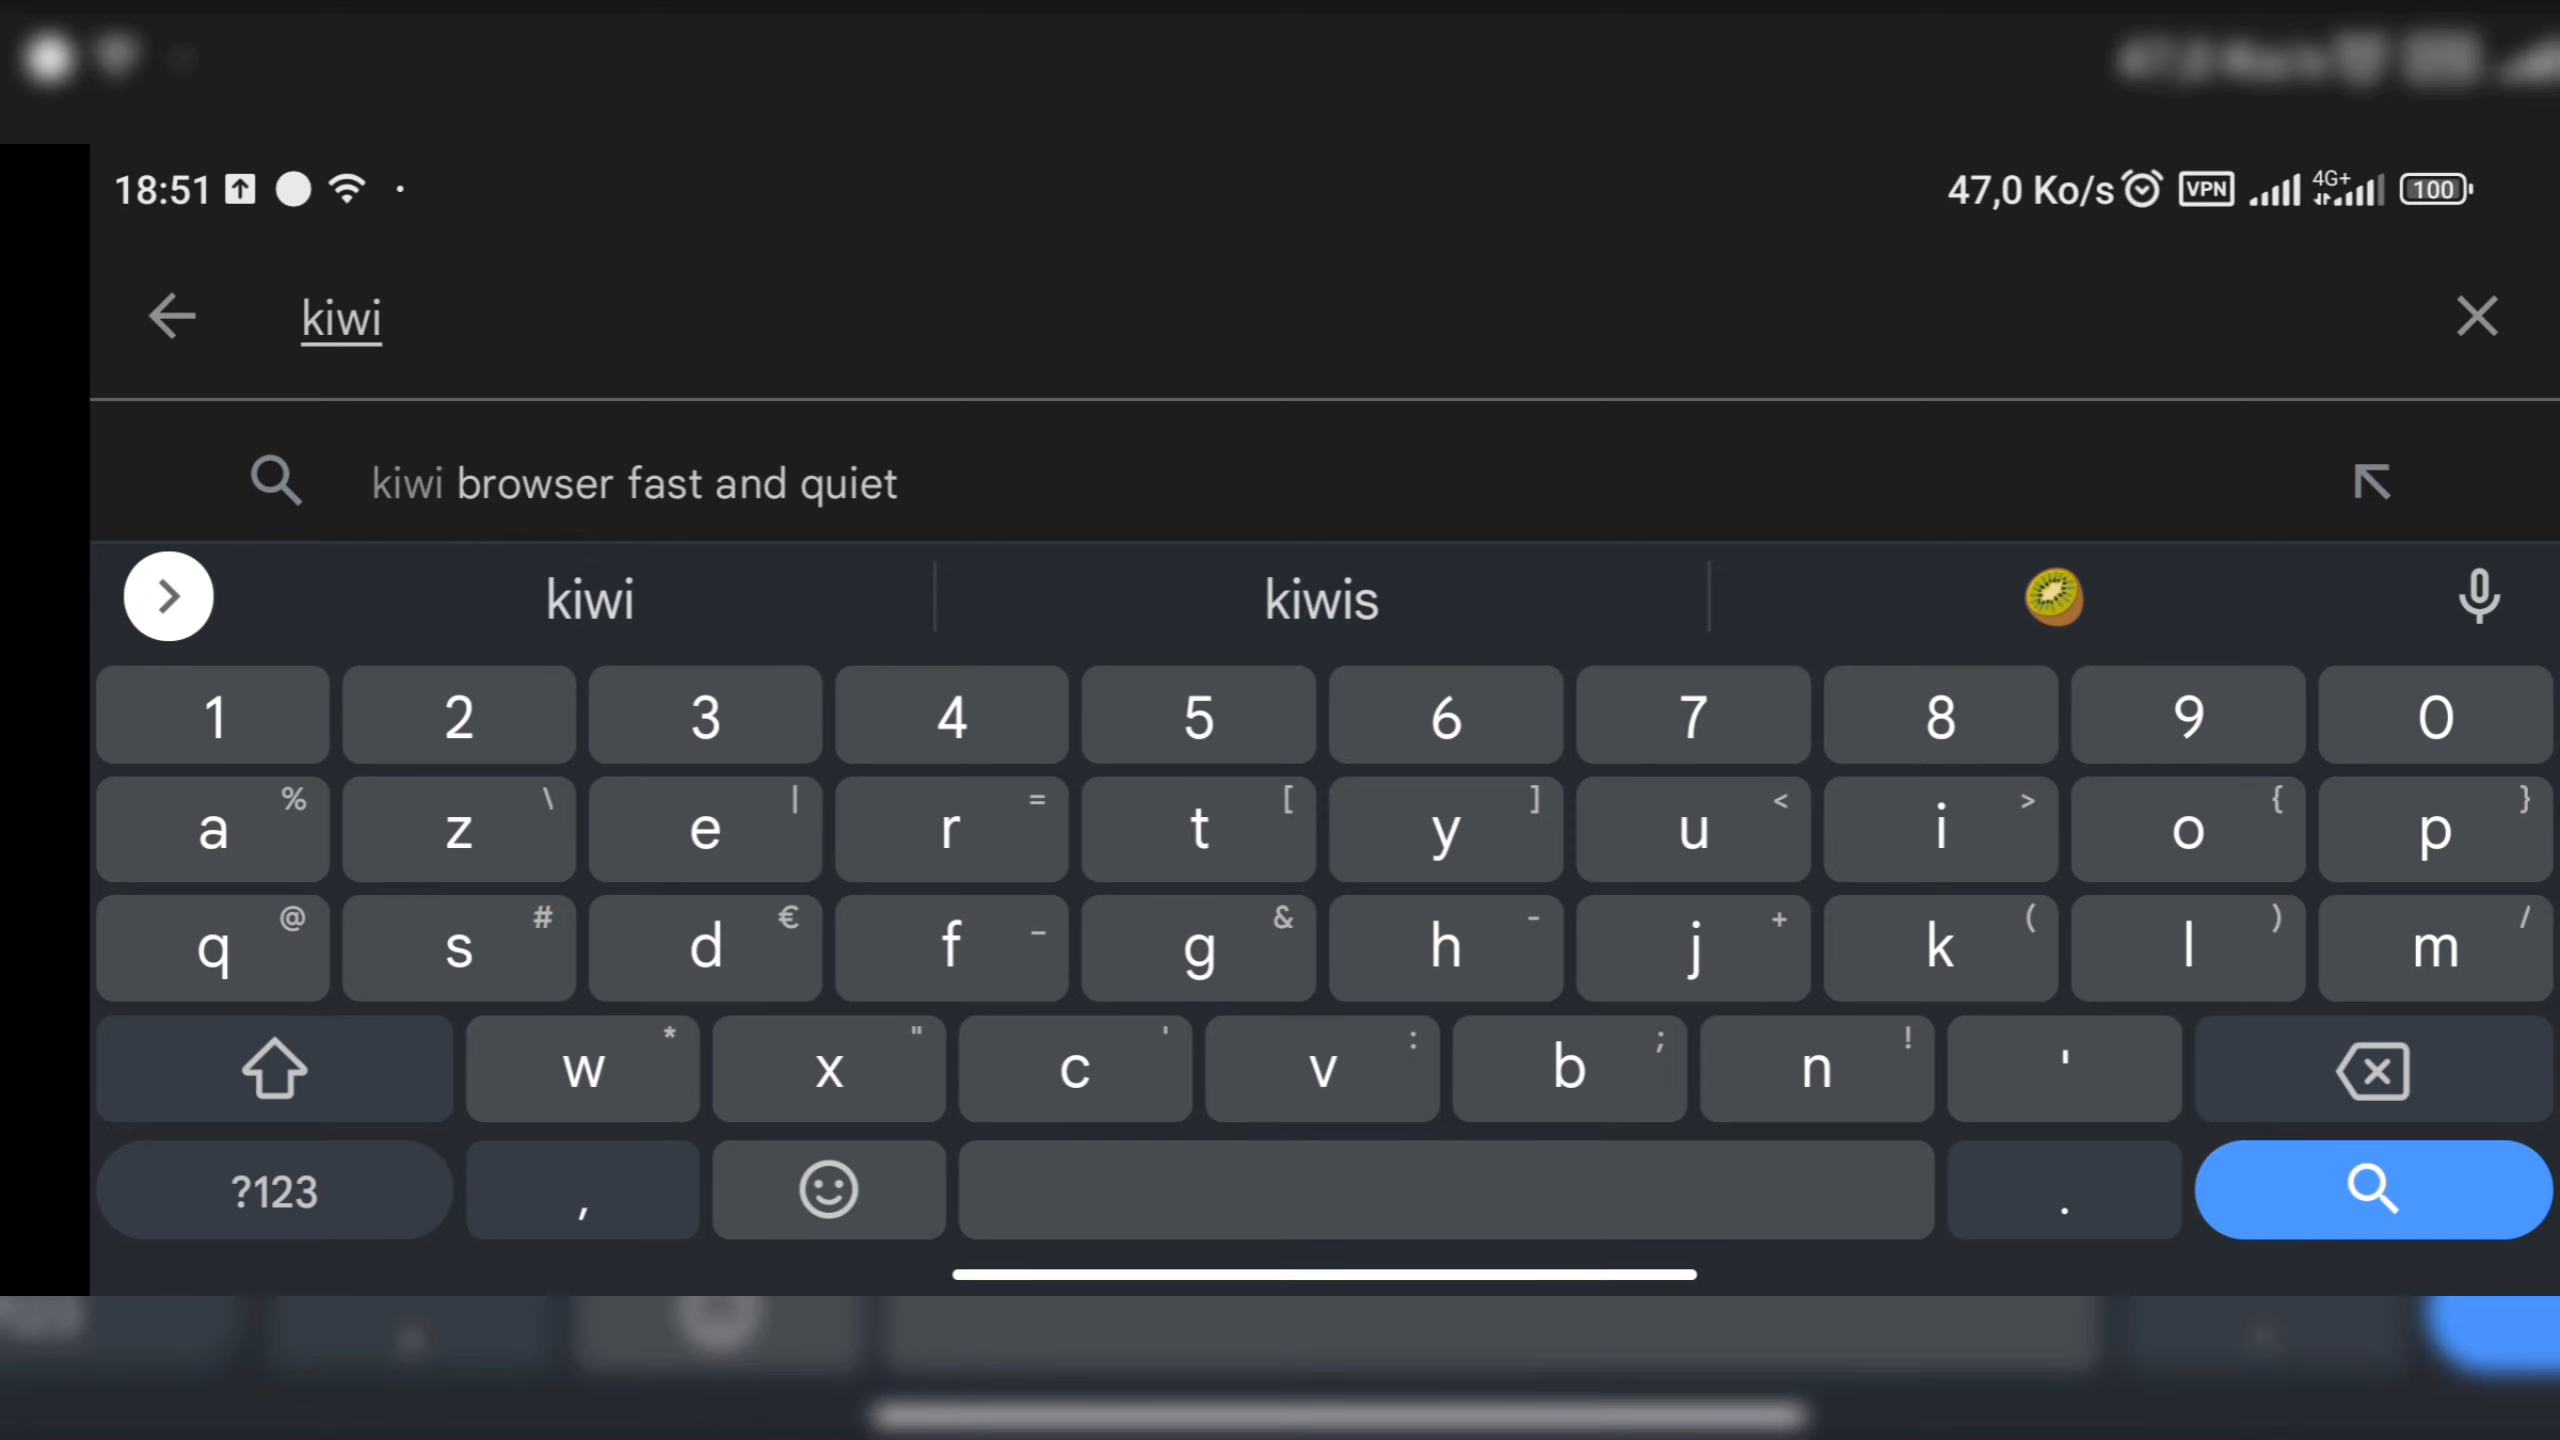 18:51 47,0 Ko/s VPN 4G+ 100
kiwi
kiwi browser fast and quiet
kiwi kiwis
1 2 3 4 5 6 7 8 9 0
a % z \ e | r = t [ y ] u < i > o { p }
q @ s # d € f _ g & h - j + k ( l ) m /
w * x " c ' v : b ; n ! '
?123 , .